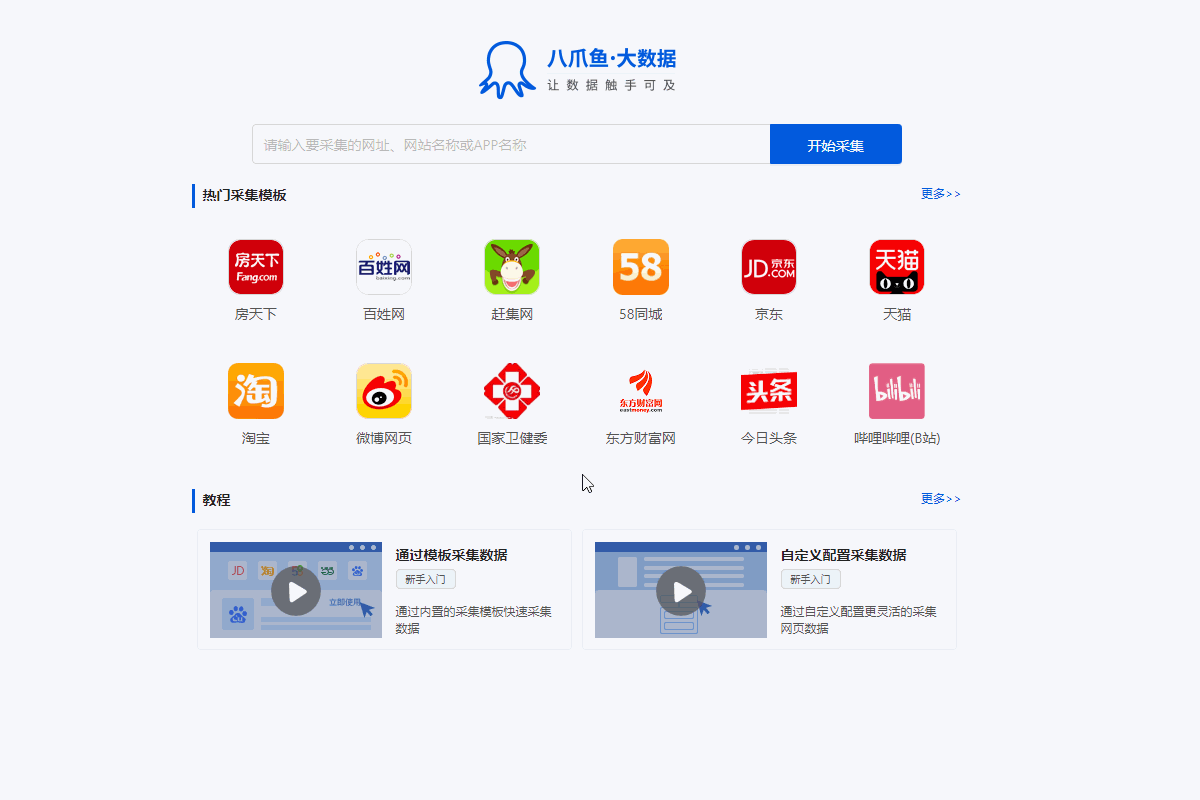 八爪鱼·大数据
让数据触手可及
请输入要采集的网址、网站名称或APP名称
开始采集
热门采集模板
更多>>
房天下
Fang.com
百姓网
baixing.com
58
JD.京东
.COM
天猫
房天下
百姓网
赶集网
58同城
京东
天猫
淘
东方财富网
eastmoney.com
头条
bilibili
淘宝
微博网页
国家卫健委
东方财富网
今日头条
哔哩哔哩(B站)
教程
更多>>
JD
淘
58
立即使用
通过模板采集数据
新手入门
通过内置的采集模板快速采集
数据
自定义配置采集数据
新手入门
通过自定义配置更灵活的采集
网页数据